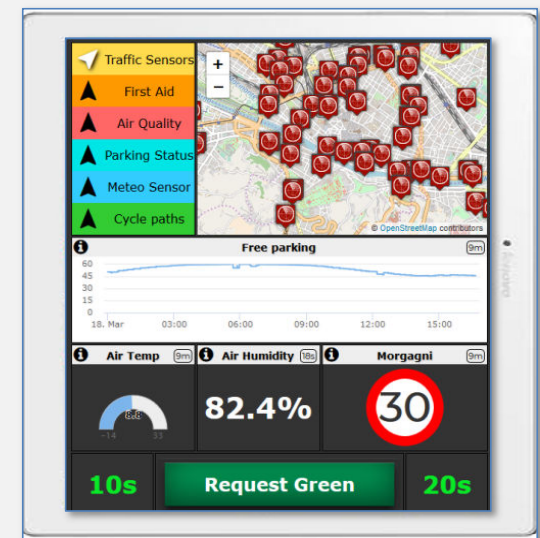 Traffic Sensors
First Aid
Air Quality
Parking Status
Meteo Sensor
Cycle paths
+
−
© OpenStreetMap contributors
Free parking 9m
60
45
30
15
0
18. Mar 03:00 06:00 09:00 12:00 15:00
Air Temp 9m Air Humidity 18s Morgagni 9m
82.4% 30
-14 33
10s Request Green 20s
lenovo